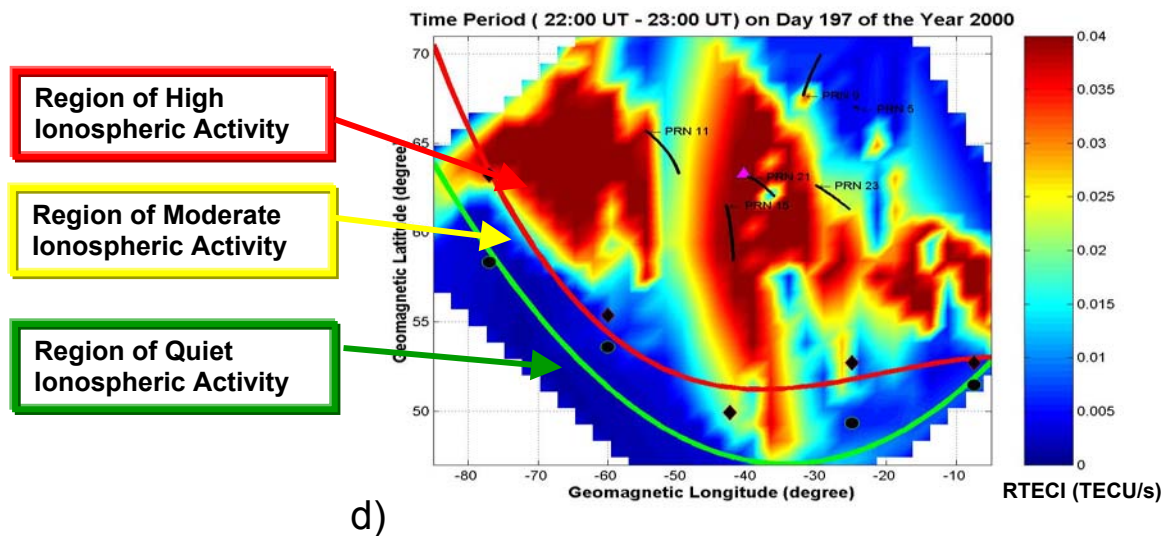 Time Period ( 22:00 UT - 23:00 UT) on Day 197 of the Year 2000
Region of High
Ionospheric Activity
Region of Moderate
Ionospheric Activity
Region of Quiet
Ionospheric Activity
Geomagnetic Latitude (degree)
70
65
60
55
50
PRN 9
PRN 5
PRN 11
PRN 21
PRN 23
-80
-70
-60
-50
-40
-30
-20
-10
Geomagnetic Longitude (degree)
0.04
0.035
0.03
0.025
0.02
0.015
0.01
0.005
0
RTECI (TECU/s)
d)